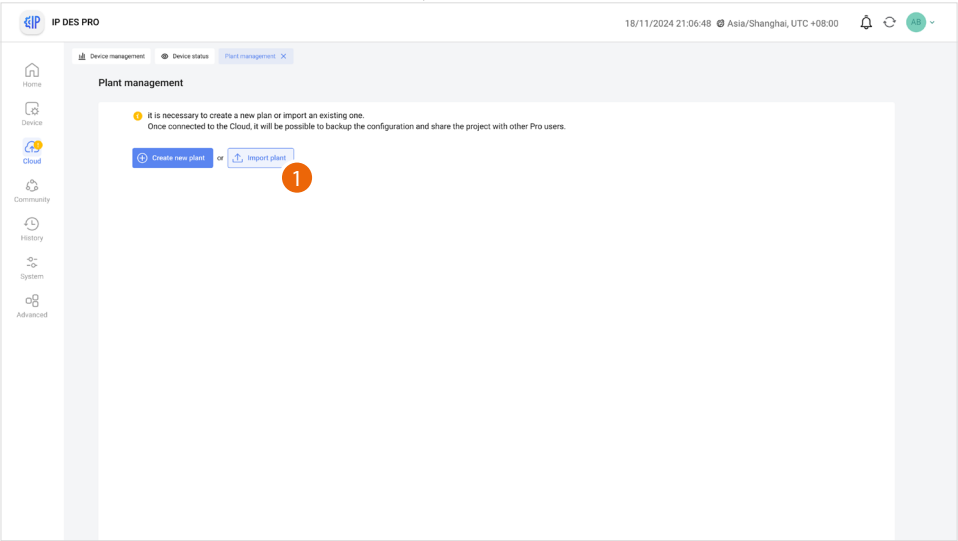 IP IP DES PRO
18/11/2024 21:06:48 Asia/Shanghai, UTC +08:00
AB
Device management
Device status
Plant management
Home
Device
Cloud
Community
History
System
Advanced
Plant management
it is necessary to create a new plan or import an existing one.
Once connected to the Cloud, it will be possible to backup the configuration and share the project with other Pro users.
Create new plant or Import plant
1